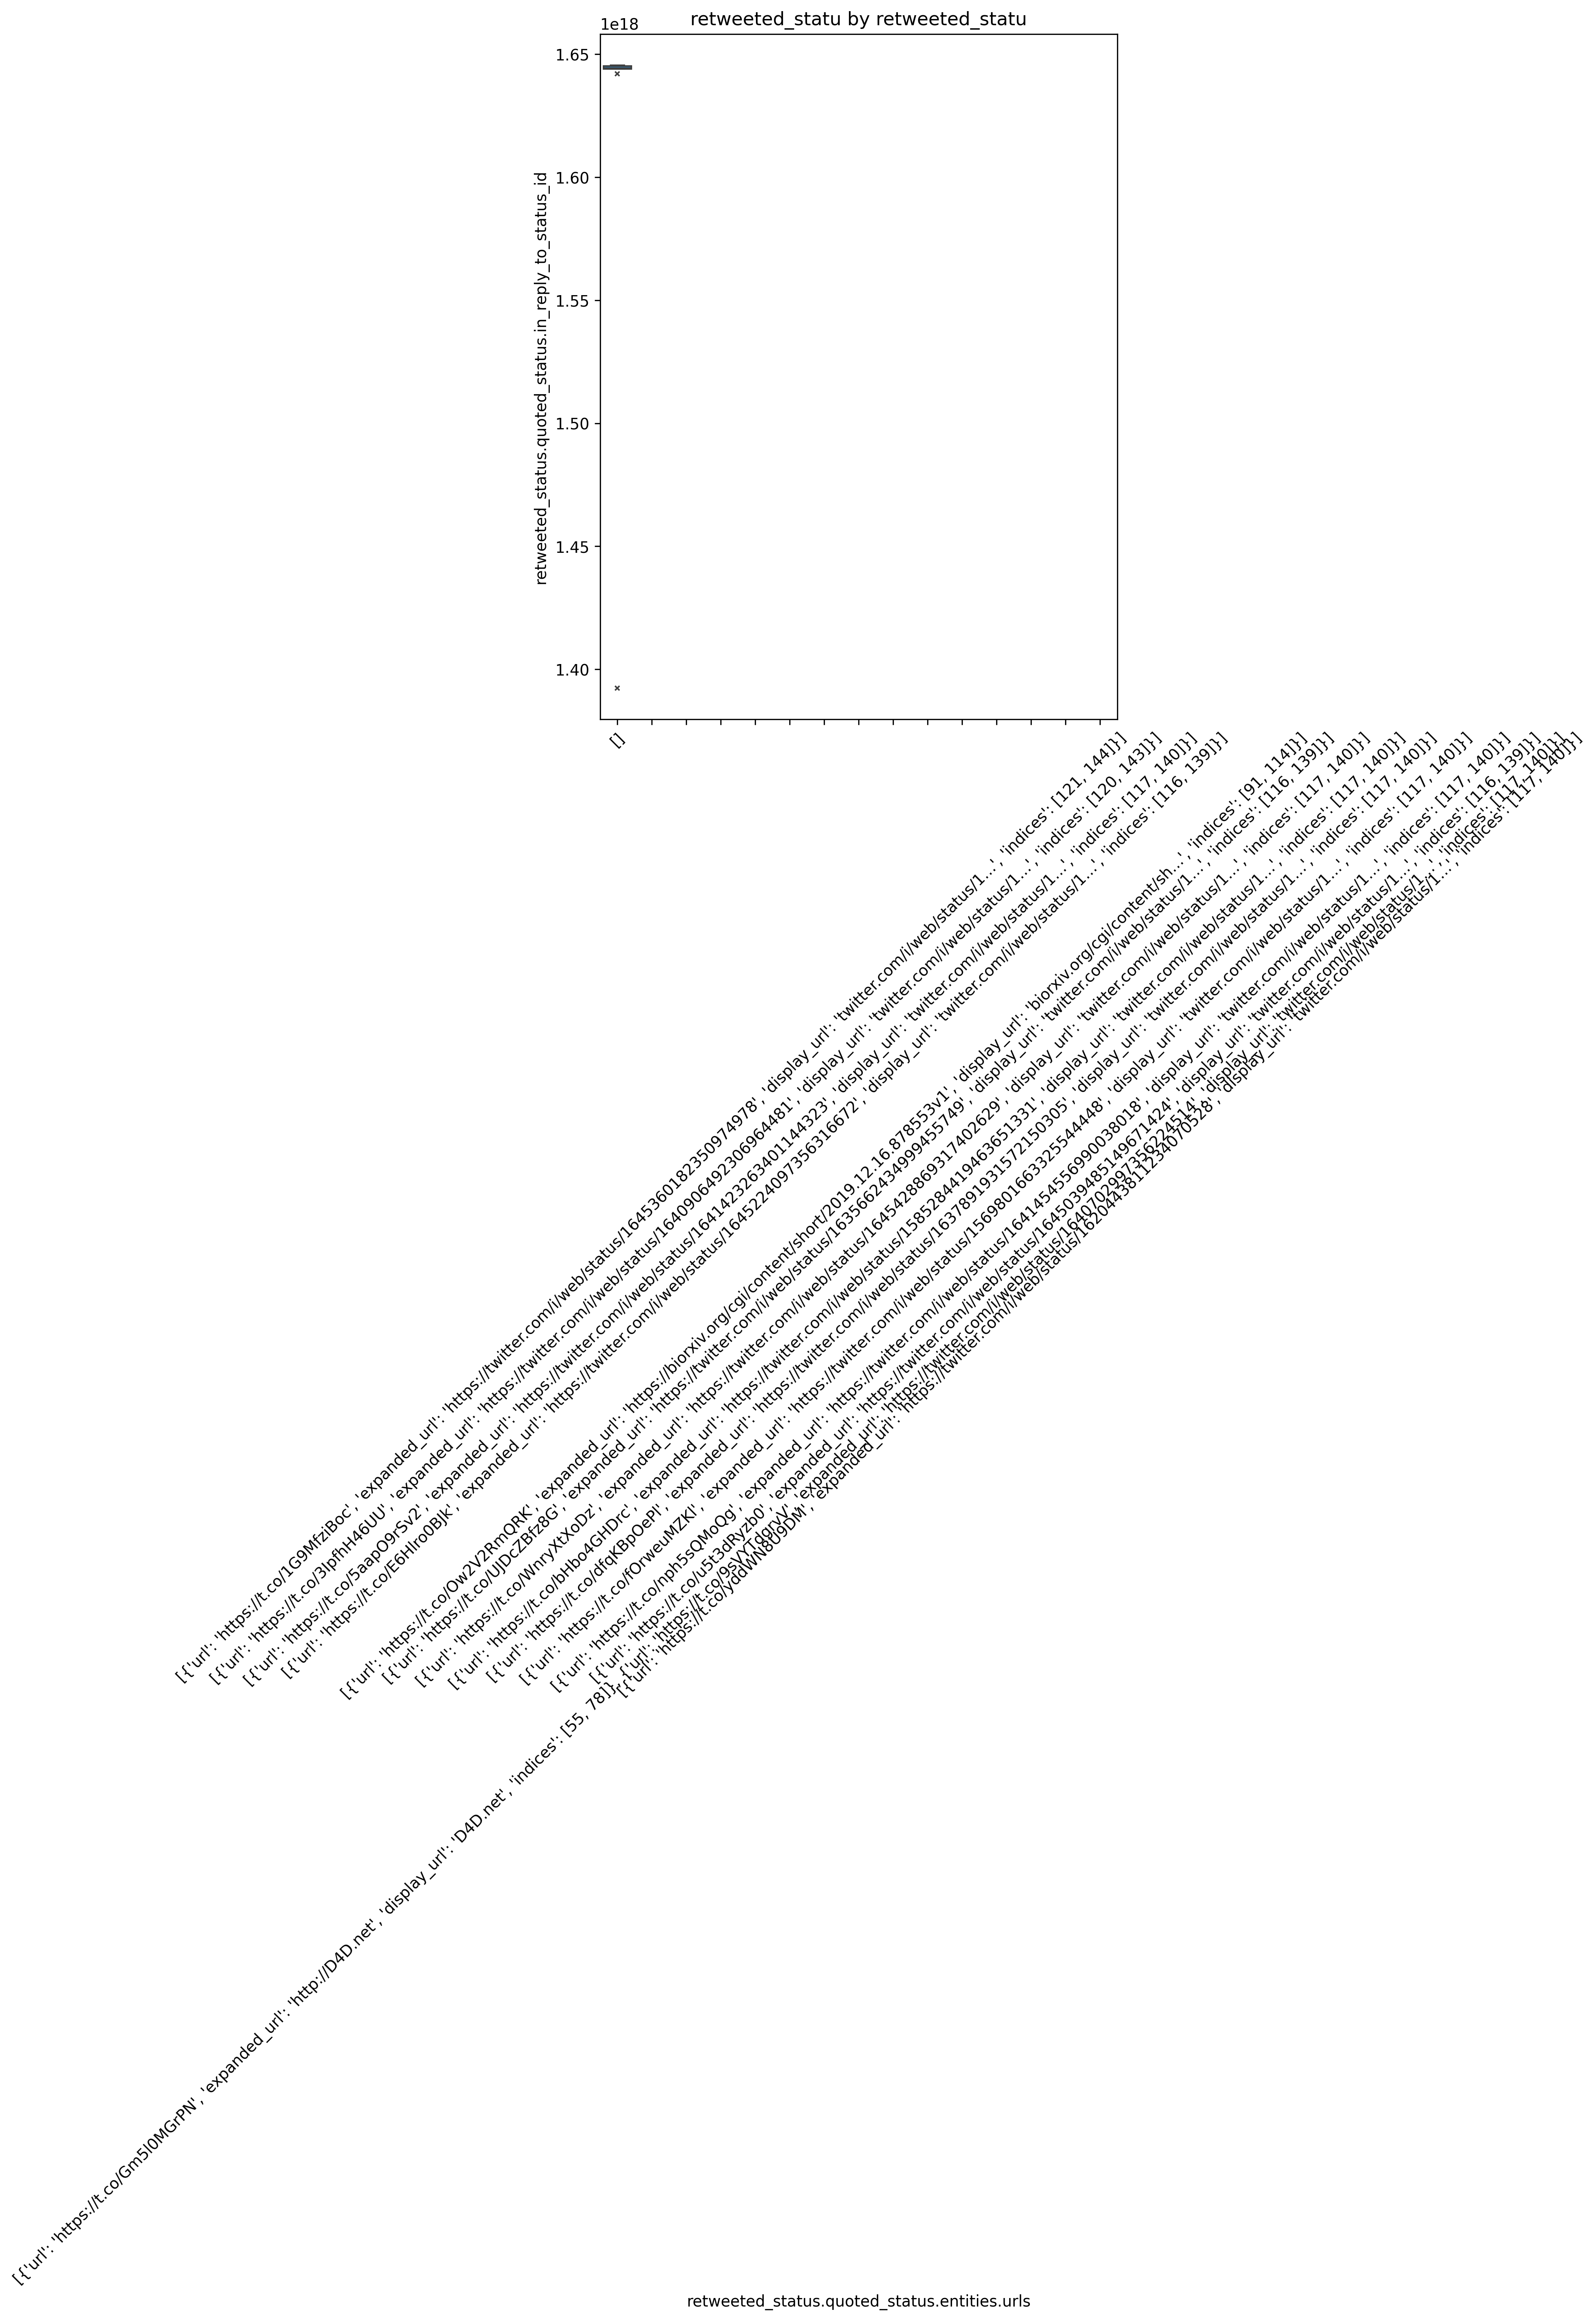 retweeted_statu by retweeted_statu
1e18
1.65
1.60
1.55
1.50
1.45
1.40
retweeted_status.quoted_status.in_reply_to_status_id
[]
[{'url': 'https://t.co/1G9MfziBoc', 'expanded_url': 'https://twitter.com/i/web/status/1645360182350974978', 'display_url': 'twitter.com/i/web/status/1…', 'indices': [121, 144]}]
[{'url': 'https://t.co/3IpfhH46UU', 'expanded_url': 'https://twitter.com/i/web/status/1640906492306964481', 'display_url': 'twitter.com/i/web/status/1…', 'indices': [120, 143]}]
[{'url': 'https://t.co/5aapO9rSv2', 'expanded_url': 'https://twitter.com/i/web/status/1641423263401144323', 'display_url': 'twitter.com/i/web/status/1…', 'indices': [117, 140]}]
[{'url': 'https://t.co/E6Hlro0BJk', 'expanded_url': 'https://twitter.com/i/web/status/1645224097356316672', 'display_url': 'twitter.com/i/web/status/1…', 'indices': [116, 139]}]
[{'url': 'https://t.co/Gm5l0MGrPN', 'expanded_url': 'http://D4D.net', 'display_url': 'D4D.net', 'indices': [55, 78]}, {'url': 'https://t.co/9sVYTdgrvy', 'expanded_url': 'https://twitter.com/i/web/status/1640702997356224514', 'display_url': 'twitter.com/i/web/status/1…', 'indices': [117, 140]}]
[{'url': 'https://t.co/Ow2V2RmQRK', 'expanded_url': 'https://biorxiv.org/cgi/content/short/2019.12.16.878553v1', 'display_url': 'biorxiv.org/cgi/content/sh…', 'indices': [91, 114]}]
[{'url': 'https://t.co/UJDcZBfz8G', 'expanded_url': 'https://twitter.com/i/web/status/1635662434999455749', 'display_url': 'twitter.com/i/web/status/1…', 'indices': [116, 139]}]
[{'url': 'https://t.co/WnryXtXoDz', 'expanded_url': 'https://twitter.com/i/web/status/1645428869317402629', 'display_url': 'twitter.com/i/web/status/1…', 'indices': [117, 140]}]
[{'url': 'https://t.co/bHbo4GHDrc', 'expanded_url': 'https://twitter.com/i/web/status/1585284419463651331', 'display_url': 'twitter.com/i/web/status/1…', 'indices': [117, 140]}]
[{'url': 'https://t.co/dfqKBpOePl', 'expanded_url': 'https://twitter.com/i/web/status/1637891931572150305', 'display_url': 'twitter.com/i/web/status/1…', 'indices': [117, 140]}]
[{'url': 'https://t.co/fOrweuMZKl', 'expanded_url': 'https://twitter.com/i/web/status/1569801663325544448', 'display_url': 'twitter.com/i/web/status/1…', 'indices': [117, 140]}]
[{'url': 'https://t.co/nph5sQMoQg', 'expanded_url': 'https://twitter.com/i/web/status/1641454556990038018', 'display_url': 'twitter.com/i/web/status/1…', 'indices': [117, 140]}]
[{'url': 'https://t.co/u5t3dRyzb0', 'expanded_url': 'https://twitter.com/i/web/status/1645039485149671424', 'display_url': 'twitter.com/i/web/status/1…', 'indices': [116, 139]}]
[{'url': 'https://t.co/yddWN8U9DM', 'expanded_url': 'https://twitter.com/i/web/status/1620443811234070528', 'display_url': 'twitter.com/i/web/status/1…', 'indices': [117, 140]}]
retweeted_status.quoted_status.entities.urls